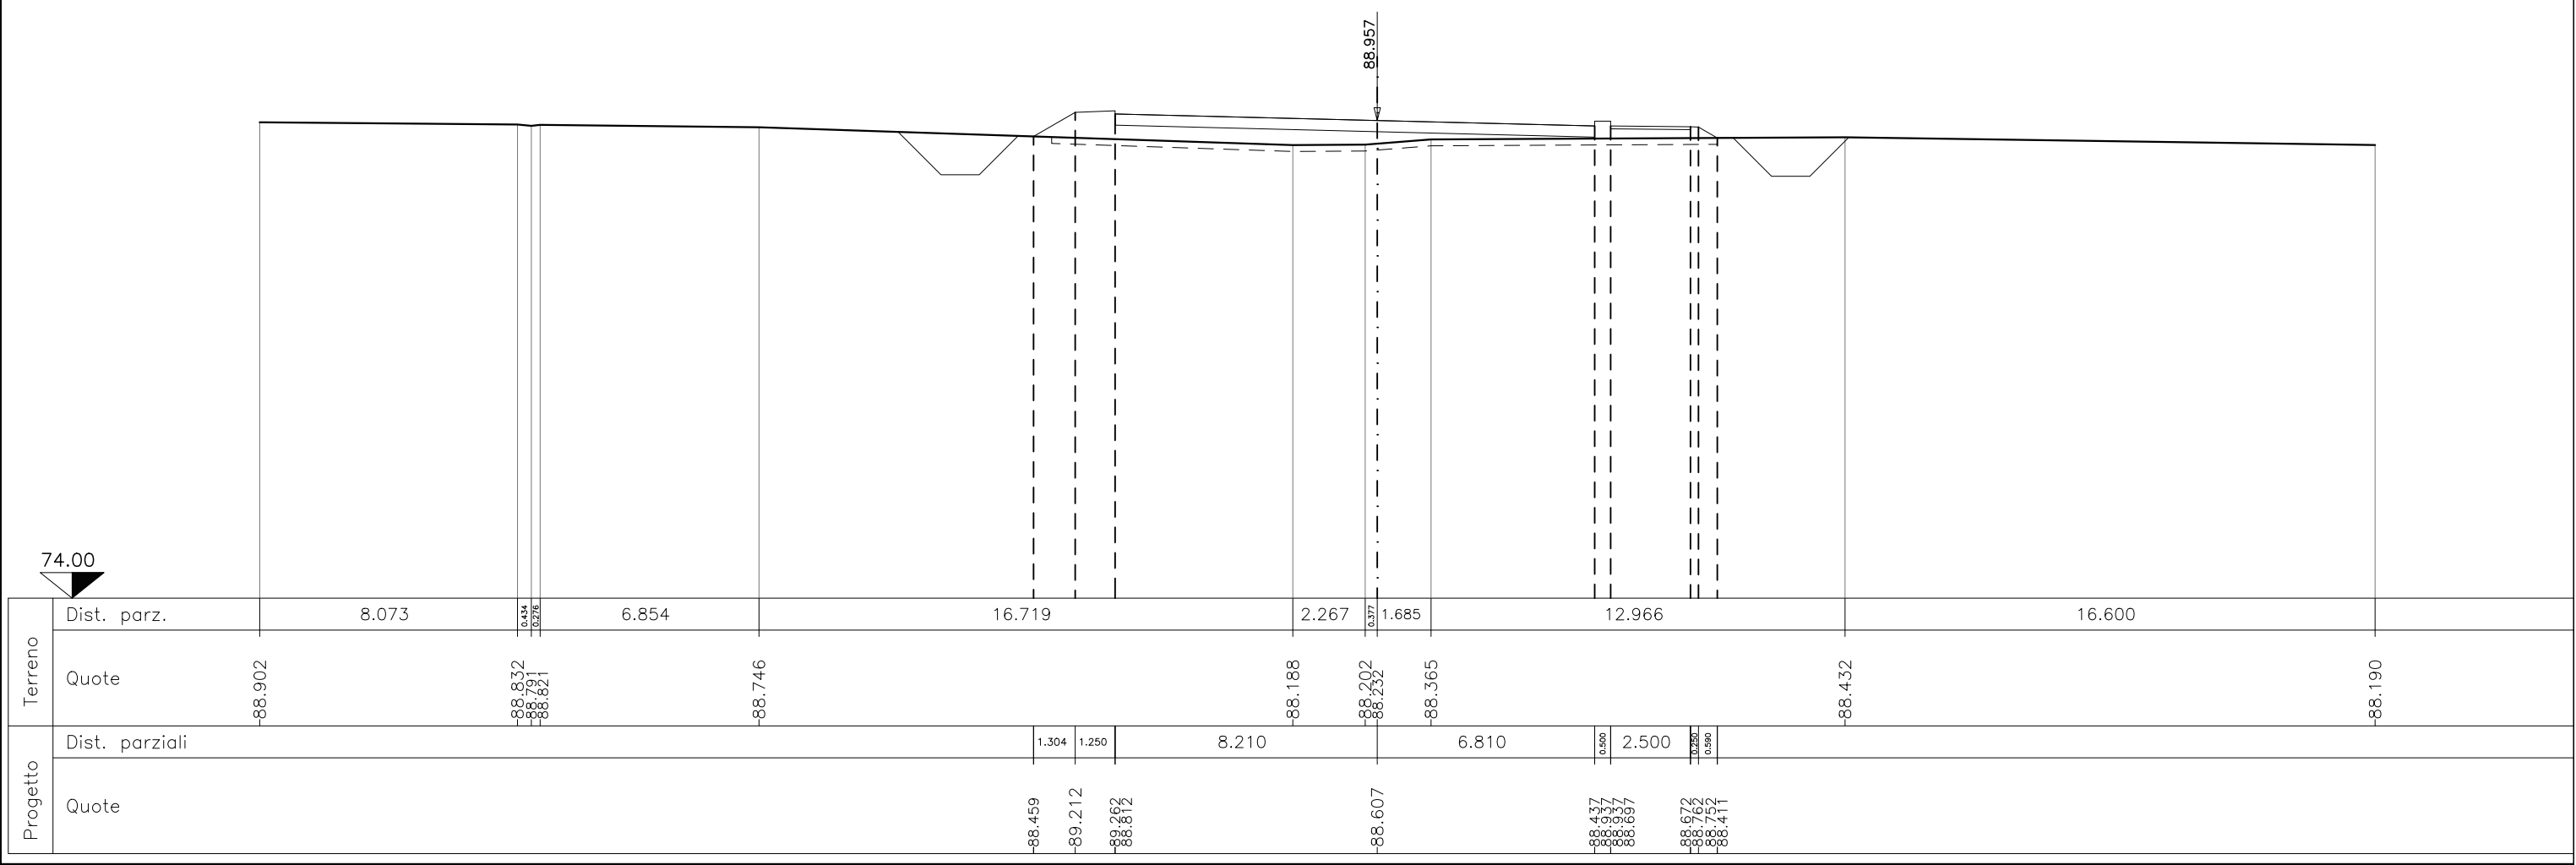 88.957
74.00
Terreno
Dist. parz. 8.073 0.434 0.276 6.854 16.719 2.267 0.377 1.685 12.966 16.600
Quote 88.902 88.832 88.791 88.821 88.746 88.188 88.202 88.232 88.365 88.432 88.190
Progetto
Dist. parziali 1.304 1.250 8.210 6.810 0.500 2.500 0.250 0.590
Quote 88.459 89.212 89.262 88.812 88.607 88.437 88.937 88.937 88.697 88.672 88.762 88.752 88.411